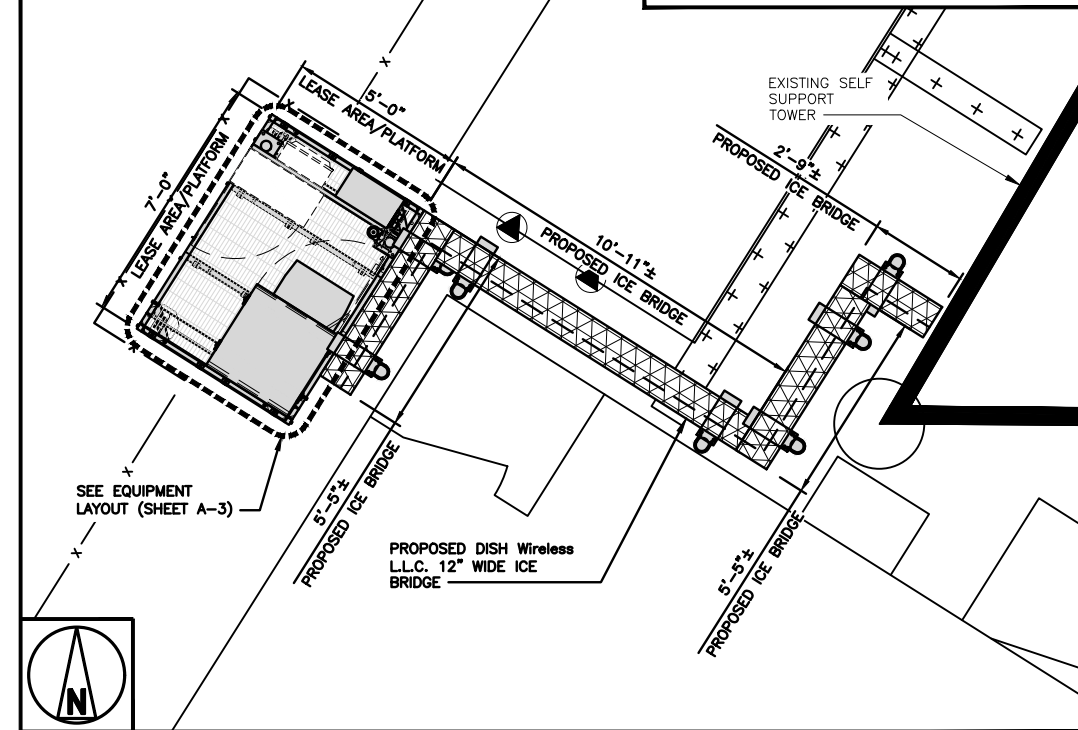 EXISTING SELF
SUPPORT
TOWER
5'-0"
LEASE AREA/PLATFORM
7'-0"
LEASE AREA/PLATFORM
2'-9"±
PROPOSED ICE BRIDGE
10'-11"±
PROPOSED ICE BRIDGE
SEE EQUIPMENT
LAYOUT (SHEET A-3)
5'-5"±
PROPOSED ICE BRIDGE
PROPOSED DISH Wireless
L.L.C. 12" WIDE ICE
BRIDGE
5'-5"±
PROPOSED ICE BRIDGE
N